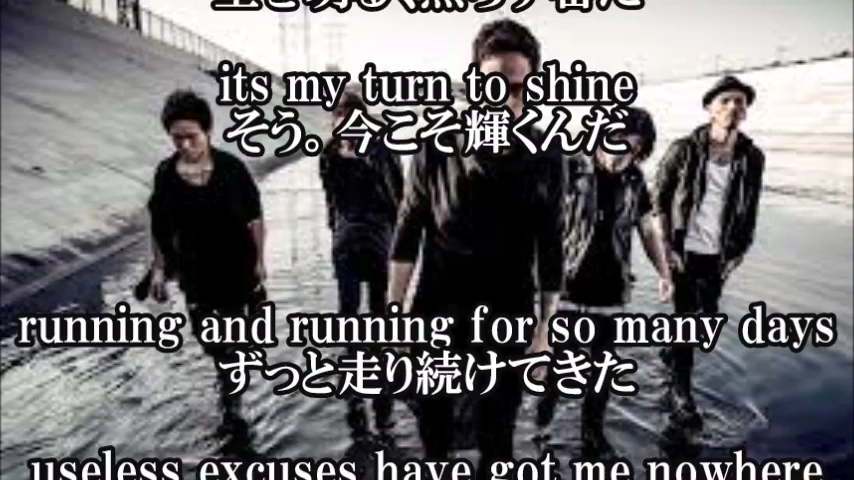 its my turn to shine
そう。今こそ輝くんだ
running and running for so many days
ずっと走り続けてきた
useless excuses have got me nowhere